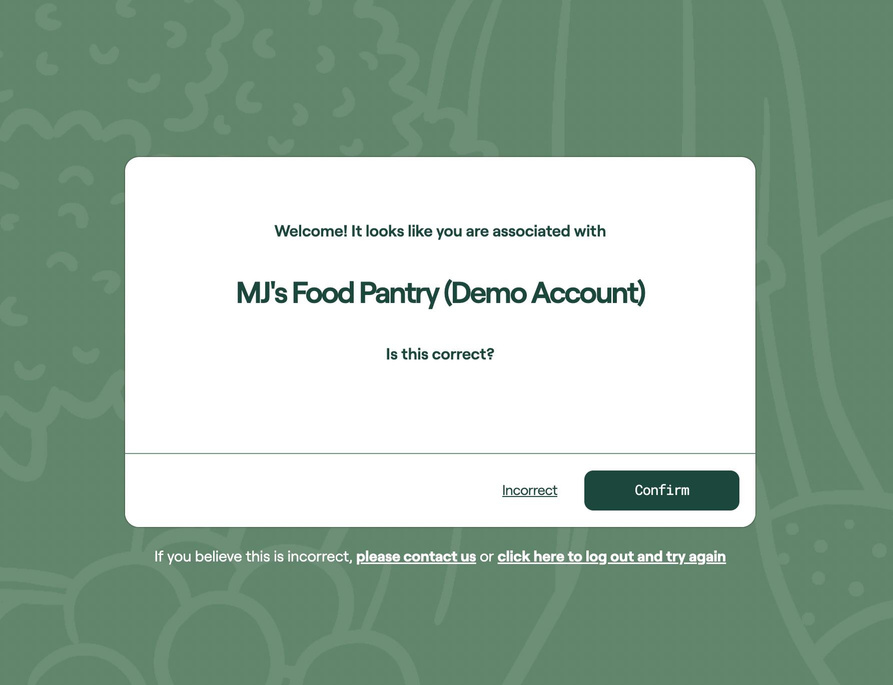 Welcome! It looks like you are associated with
MJ's Food Pantry (Demo Account)
Is this correct?
Incorrect
Confirm
If you believe this is incorrect, please contact us or click here to log out and try again